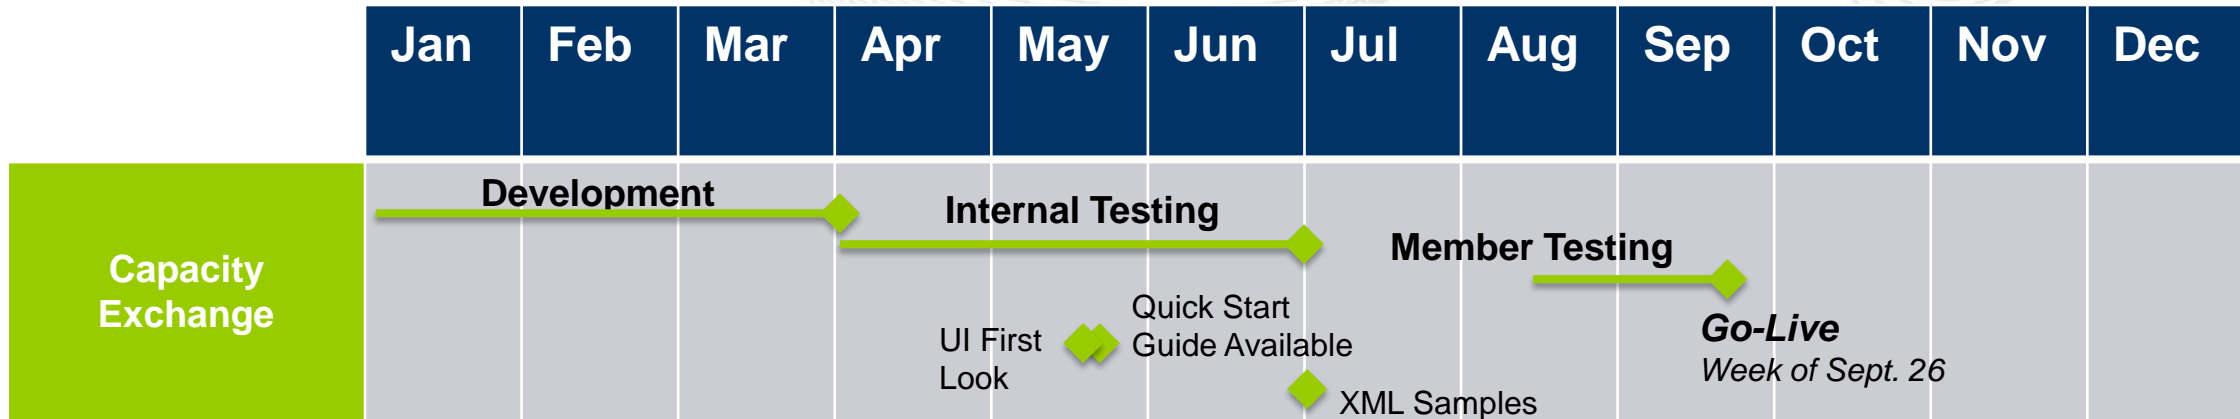 Jan Feb Mar Apr May Jun Jul Aug Sep Oct Nov Dec
Capacity
Exchange
Development
Internal Testing
Member Testing
UI First
Look
Quick Start
Guide Available
XML Samples
Go-Live
Week of Sept. 26